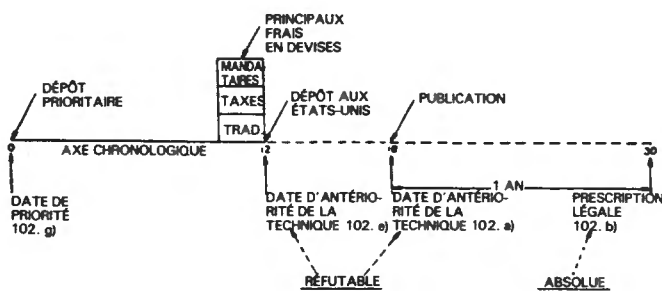 PRINCIPAUX
FRAIS
EN DEVISES
MANDA
TAIRES
TAXES
TRAD.
DÉPÔT
PRIORITAIRE
DÉPÔT AUX
ÉTATS-UNIS
PUBLICATION
0
AXE CHRONOLOGIQUE
12
18
30
1 AN
DATE DE
PRIORITÉ
102. g)
DATE D'ANTÉRIO-
RITÉ DE LA
TECHNIQUE 102. e)
DATE D'ANTÉRIO-
RITÉ DE LA
TECHNIQUE 102. a)
PRESCRIPTION
LÉGALE
102. b)
RÉFUTABLE
ABSOLUE